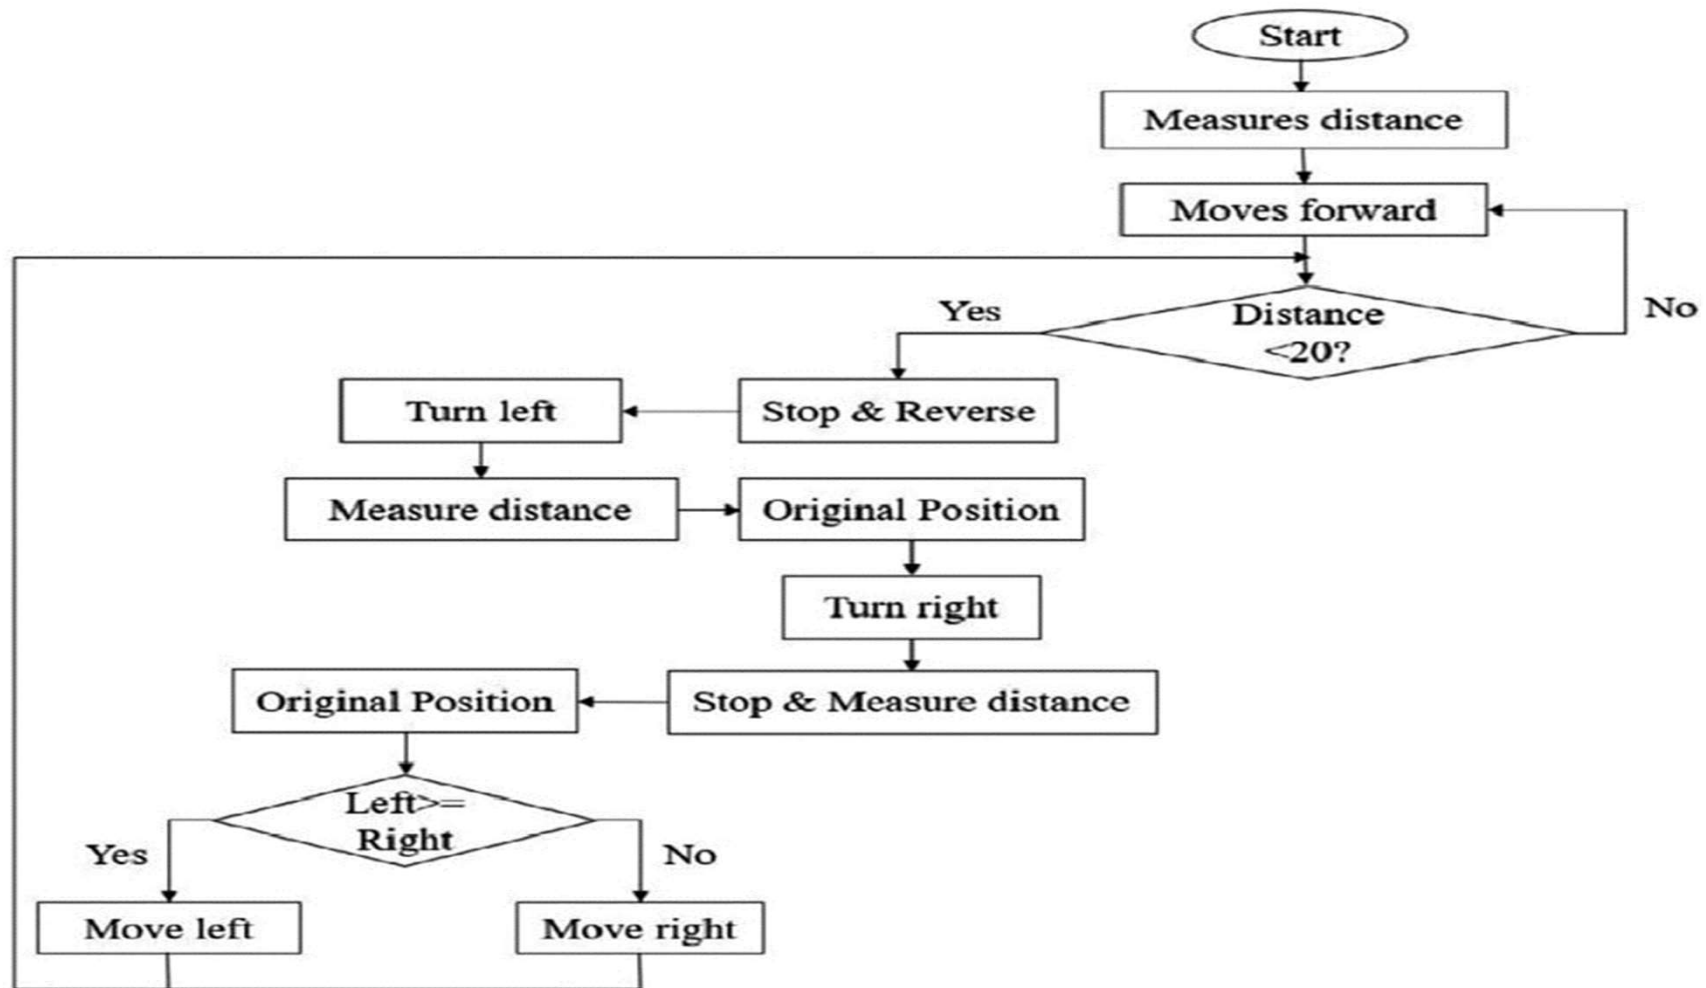 Start
Measures distance
Moves forward
Yes
Distance
<20?
No
Turn left
Stop & Reverse
Measure distance
Original Position
Turn right
Original Position
Stop & Measure distance
Left>=
Right
Yes
No
Move left
Move right